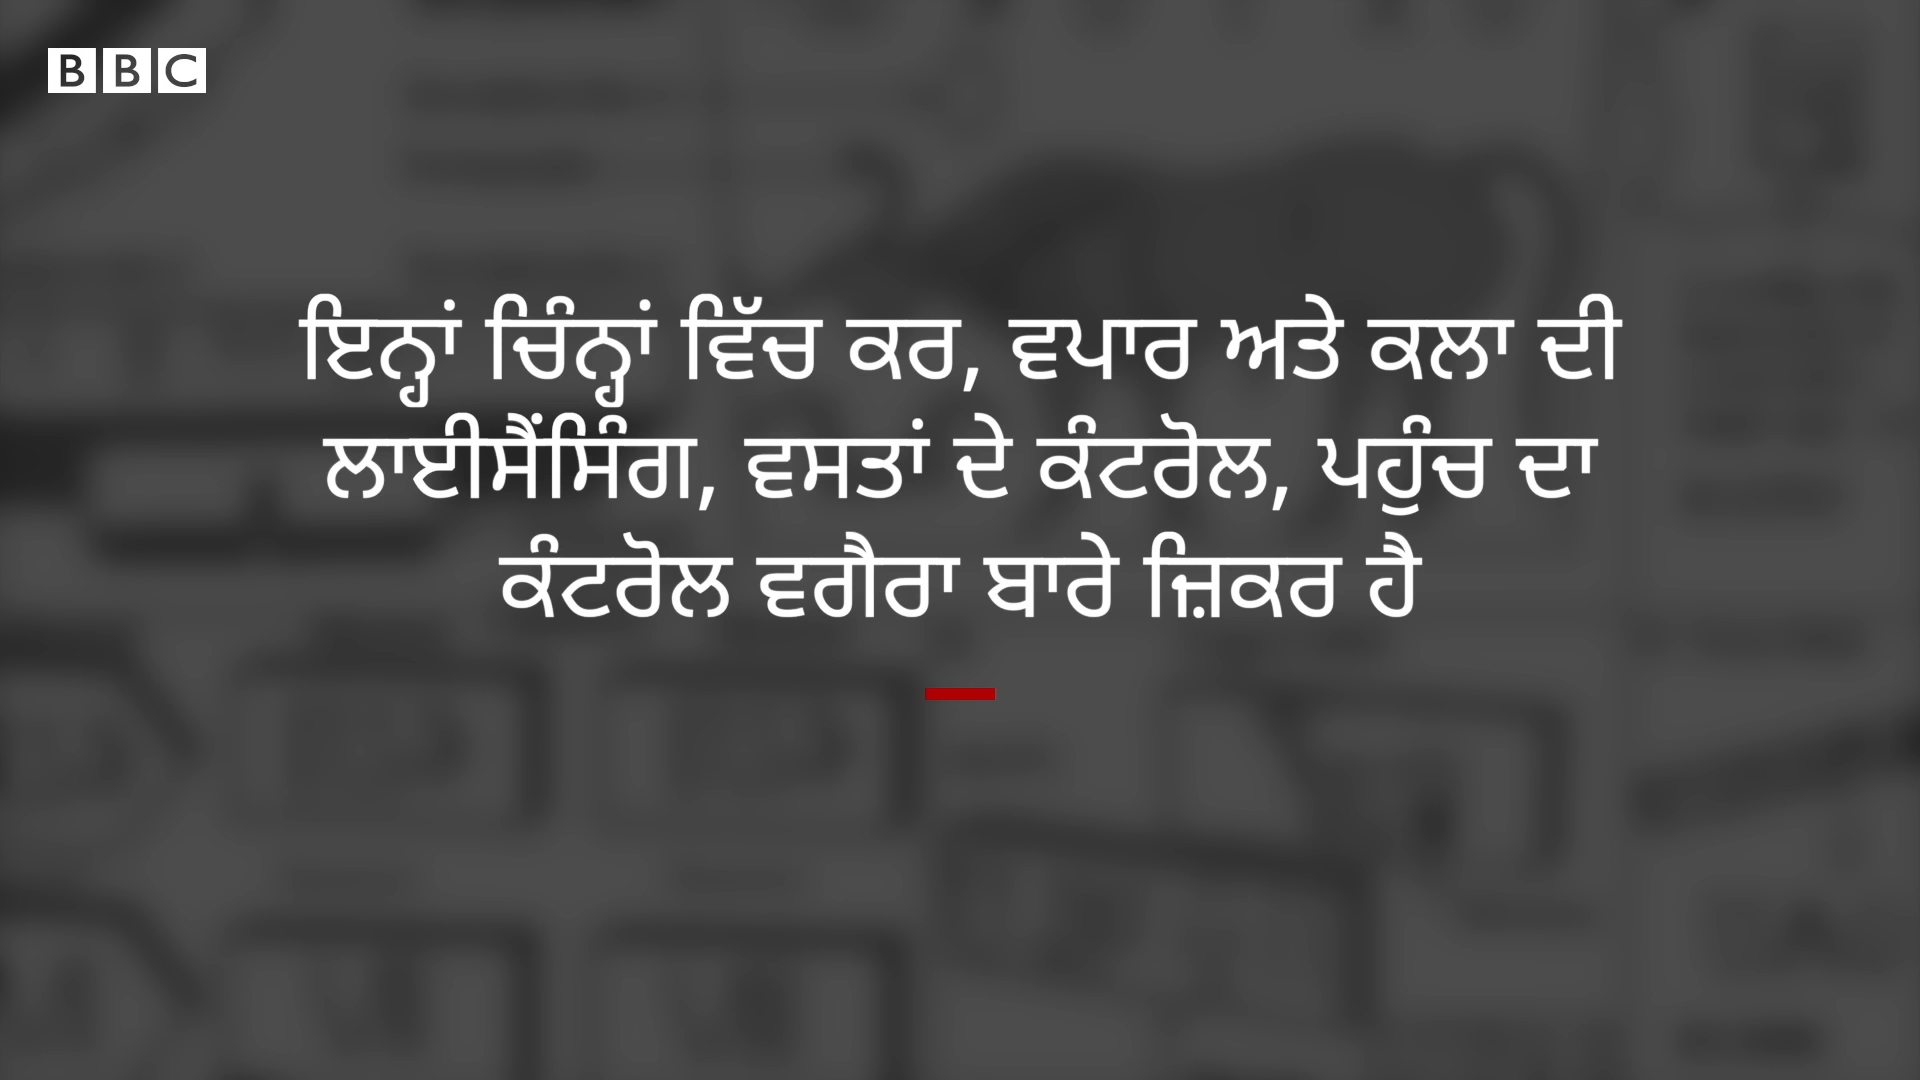 BBC
ਇਨ੍ਹਾਂ ਚਿੰਨ੍ਹਾਂ ਵਿੱਚ ਕਰ, ਵਪਾਰ ਅਤੇ ਕਲਾ ਦੀ
ਲਾਈਸੈਂਸਿੰਗ, ਵਸਤਾਂ ਦੇ ਕੰਟਰੋਲ, ਪਹੁੰਚ ਦਾ
ਕੰਟਰੋਲ ਵਗੈਰਾ ਬਾਰੇ ਜ਼ਿਕਰ ਹੈ